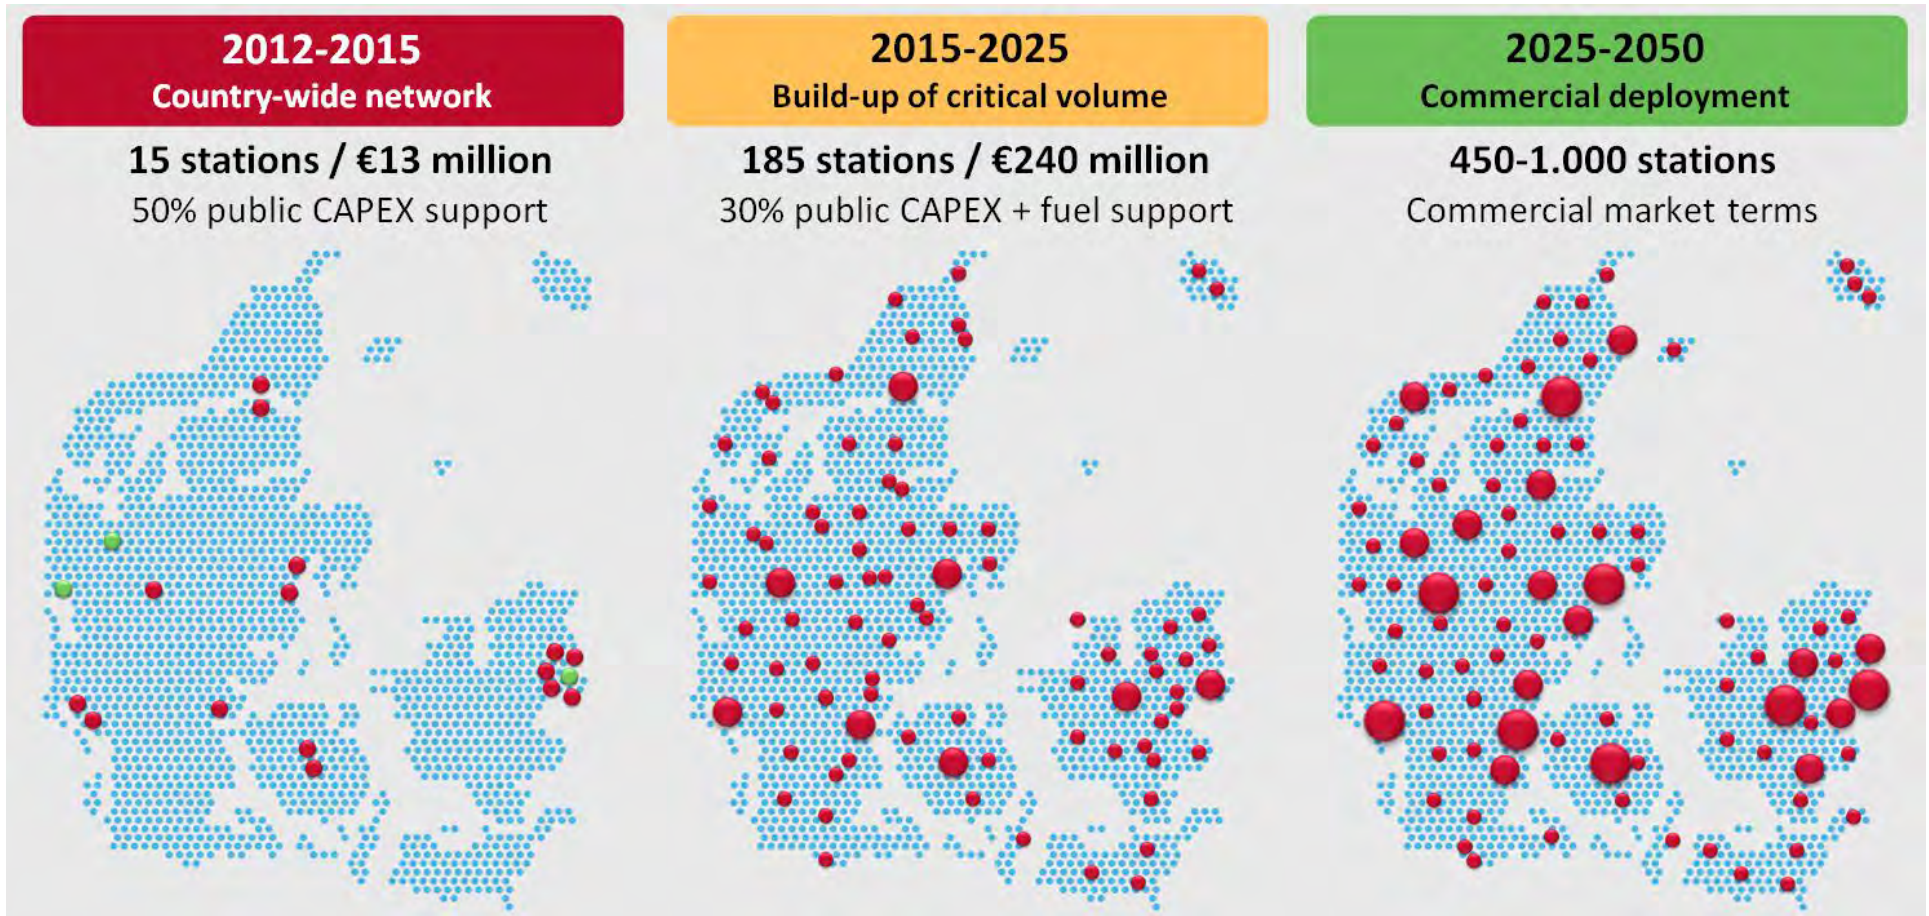 2012-2015
Country-wide network
15 stations / €13 million
50% public CAPEX support
2015-2025
Build-up of critical volume
185 stations / €240 million
30% public CAPEX + fuel support
2025-2050
Commercial deployment
450-1.000 stations
Commercial market terms